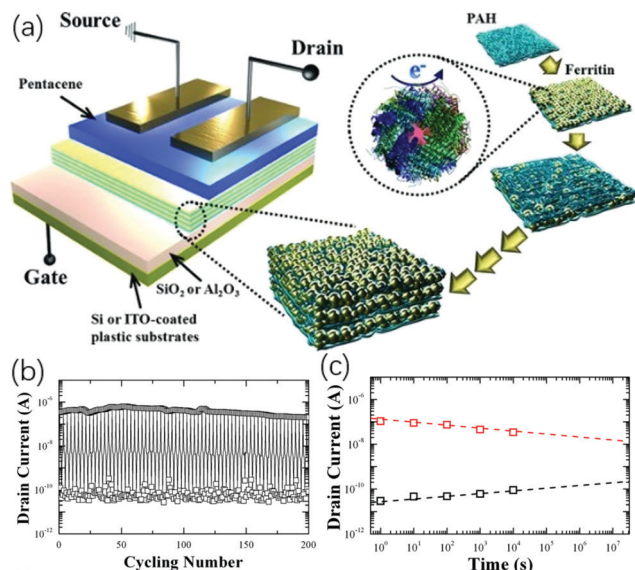 (a)
Source
Drain
Pentacene
Gate
SiO₂ or Al₂O₃
Si or ITO-coated
plastic substrates
e⁻
PAH
Ferritin
(b)
Drain Current (A)
10⁻⁶
10⁻⁸
10⁻¹⁰
10⁻¹²
0
50
100
150
200
Cycling Number
(c)
Drain Current (A)
10⁻⁶
10⁻⁸
10⁻¹⁰
10⁻¹²
10⁰
10¹
10²
10³
10⁴
10⁵
10⁶
10⁷
Time (s)